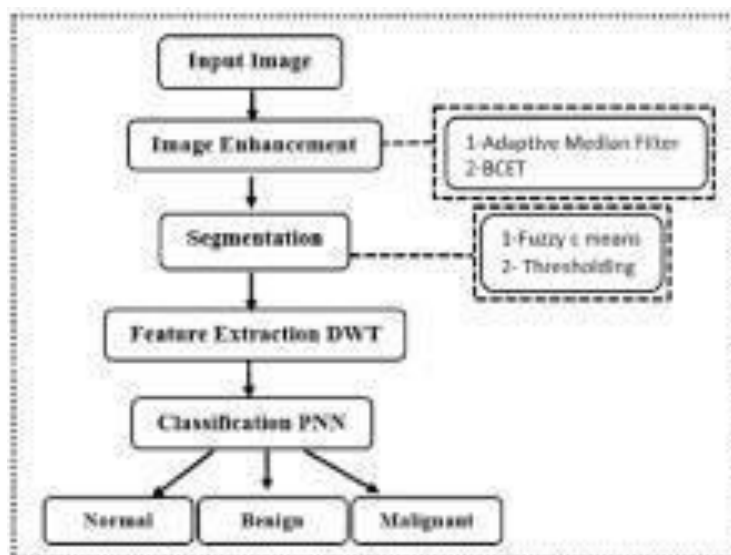 Input Image
Image Enhancement
1-Adaptive Median Filter
2-BCET
Segmentation
1-Fuzzy c means
2- Thresholding
Feature Extraction DWT
Classification PNN
Normal
Benign
Malignant